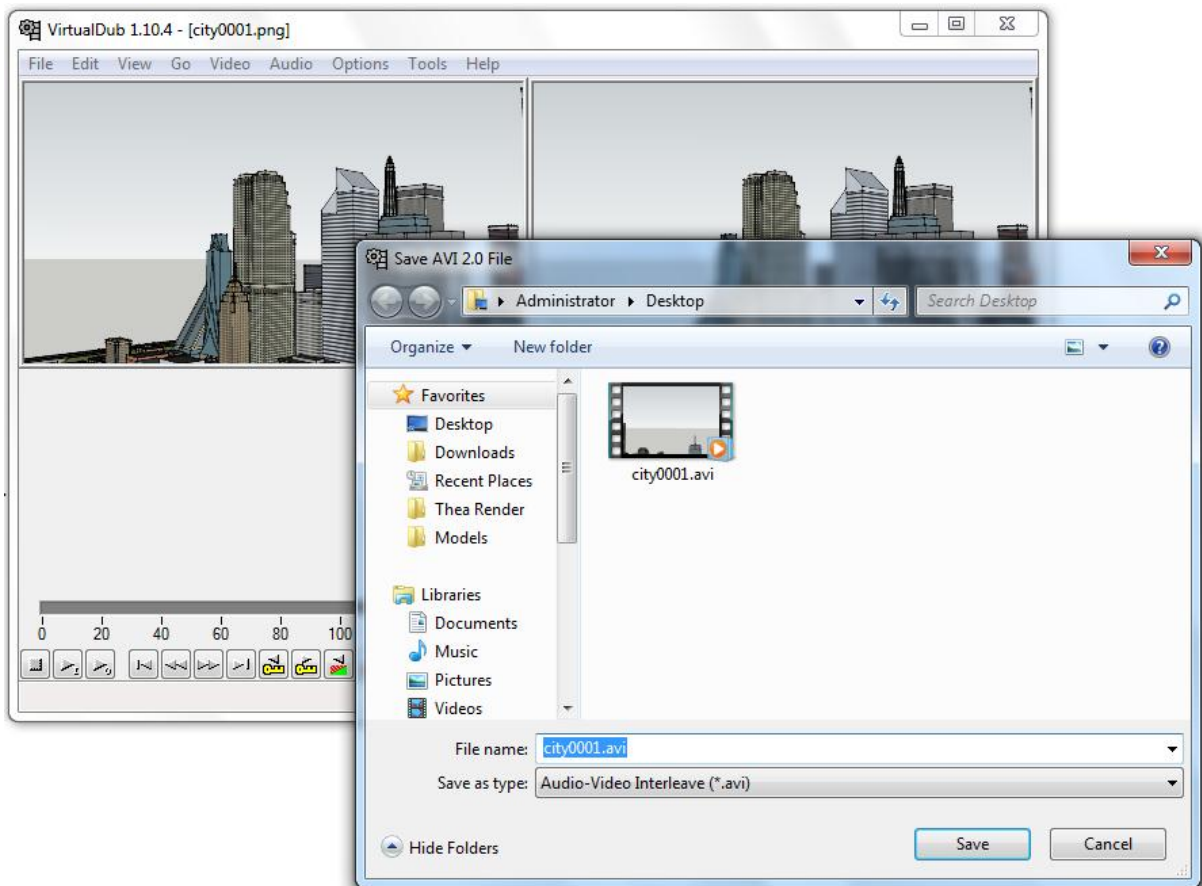 VirtualDub 1.10.4 - [city0001.png]
File Edit View Go Video Audio Options Tools Help
Save AVI 2.0 File
Administrator Desktop
Search Desktop
Organize New folder
Favorites
Desktop
Downloads
Recent Places
Thea Render
Models
Libraries
Documents
Music
Pictures
Videos
city0001.avi
0 20 40 60 80 100
File name: city0001.avi
Save as type: Audio-Video Interleave (*.avi)
Hide Folders
Save Cancel